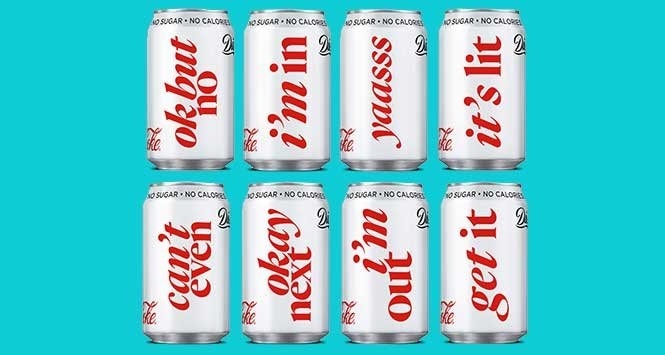 NO SUGAR • NO CALORIES
ok but
no
NO SUGAR • NO CALORIES
i'm in
NO SUGAR • NO CALORIES
yaasss
NO SUGAR • NO CALORIES
it's lit
NO SUGAR • NO CALORIES
can't
even
NO SUGAR • NO CALORIES
okay
next
NO SUGAR • NO CALORIES
i'm
out
NO SUGAR • NO CALORIES
get it